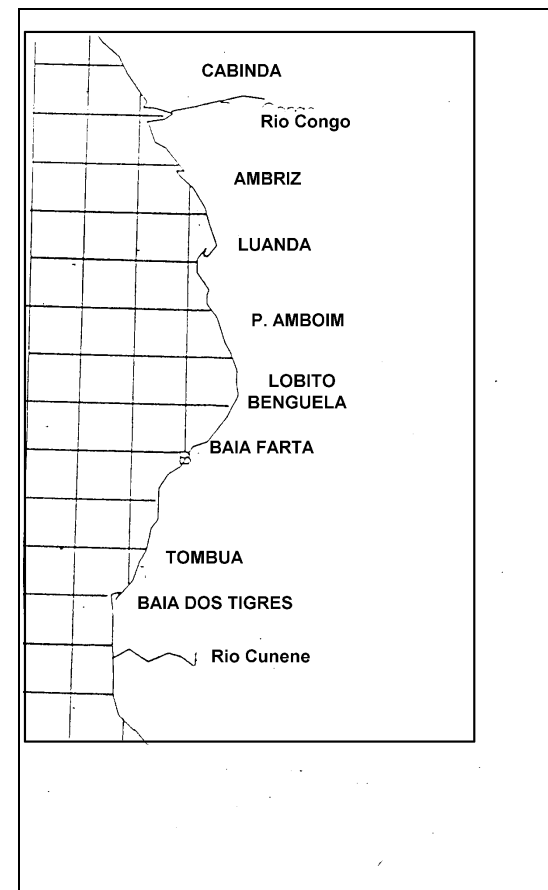 CABINDA
Rio Congo
AMBRIZ
LUANDA
P. AMBOIM
LOBITO
BENGUELA
BAIA FARTA
TOMBUA
BAIA DOS TIGRES
Rio Cunene